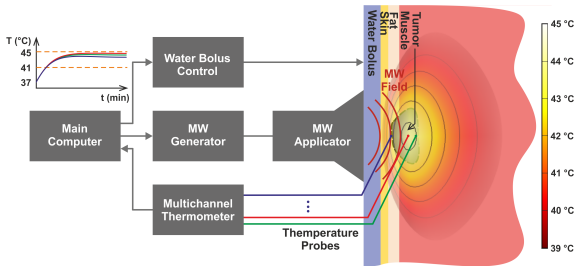 T (°C)
45
41
37
t (min)
Water Bolus
Control
Main
Computer
MW
Generator
MW
Applicator
Multichannel
Thermometer
Themperature
Probes
Water Bolus
Skin
Fat
Muscle
Tumor
MW
Field
45 °C
44 °C
43 °C
42 °C
41 °C
40 °C
39 °C